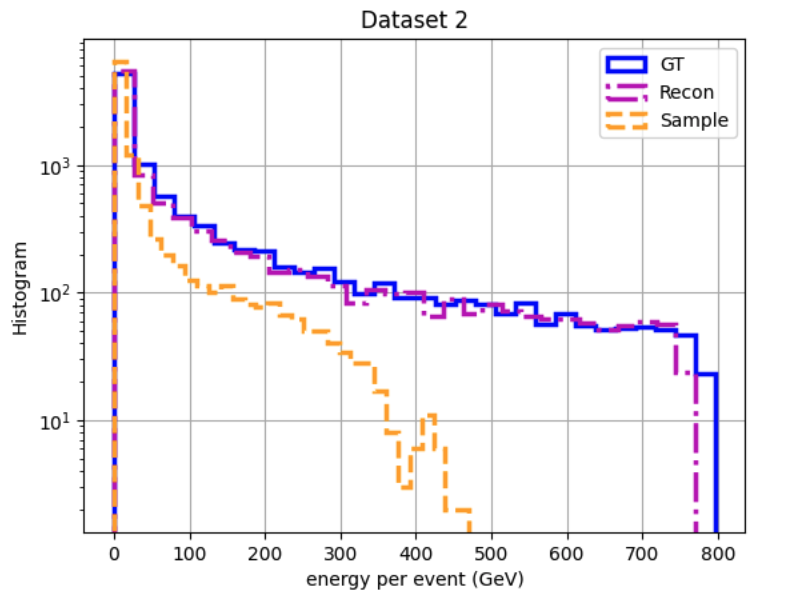 Dataset 2
GT
Recon
Sample
Histogram
10³
10²
10¹
0 100 200 300 400 500 600 700 800
energy per event (GeV)